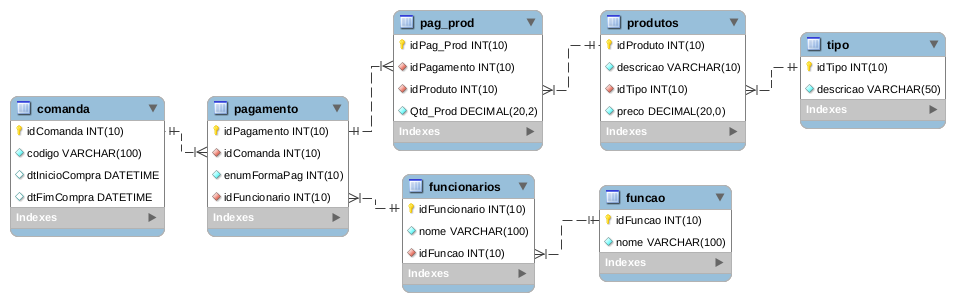 comanda
idComanda INT(10)
codigo VARCHAR(100)
dtInicioCompra DATETIME
dtFimCompra DATETIME
Indexes
pagamento
idPagamento INT(10)
idComanda INT(10)
enumFormaPag INT(10)
idFuncionario INT(10)
Indexes
pag_prod
idPag_Prod INT(10)
idPagamento INT(10)
idProduto INT(10)
Qtd_Prod DECIMAL(20,2)
Indexes
produtos
idProduto INT(10)
descricao VARCHAR(10)
idTipo INT(10)
preco DECIMAL(20,0)
Indexes
tipo
idTipo INT(10)
descricao VARCHAR(50)
Indexes
funcionarios
idFuncionario INT(10)
nome VARCHAR(100)
idFuncao INT(10)
Indexes
funcao
idFuncao INT(10)
nome VARCHAR(100)
Indexes